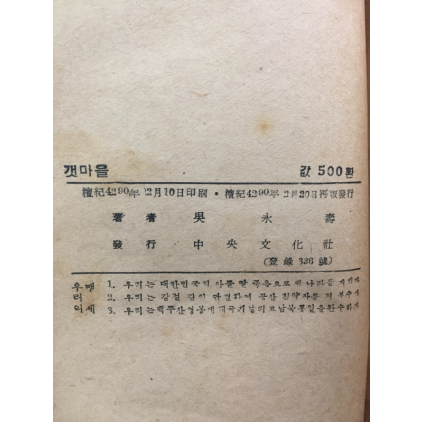 갯마을 값 500환
檀紀4290年 12月10日印刷·檀紀4290年 12月20日再版發行
著者 吳永壽
發行 中央文化社
(登錄 326號)
우리의 맹세
1. 우리는 대한민국의 아들 딸 죽음으로써 나라를 지키자
2. 우리는 강철같이 단결하여 공산 침략자를 쳐부수자
3. 우리는 백두산 영봉에 태극기 날리고 남북통일을 완수하자